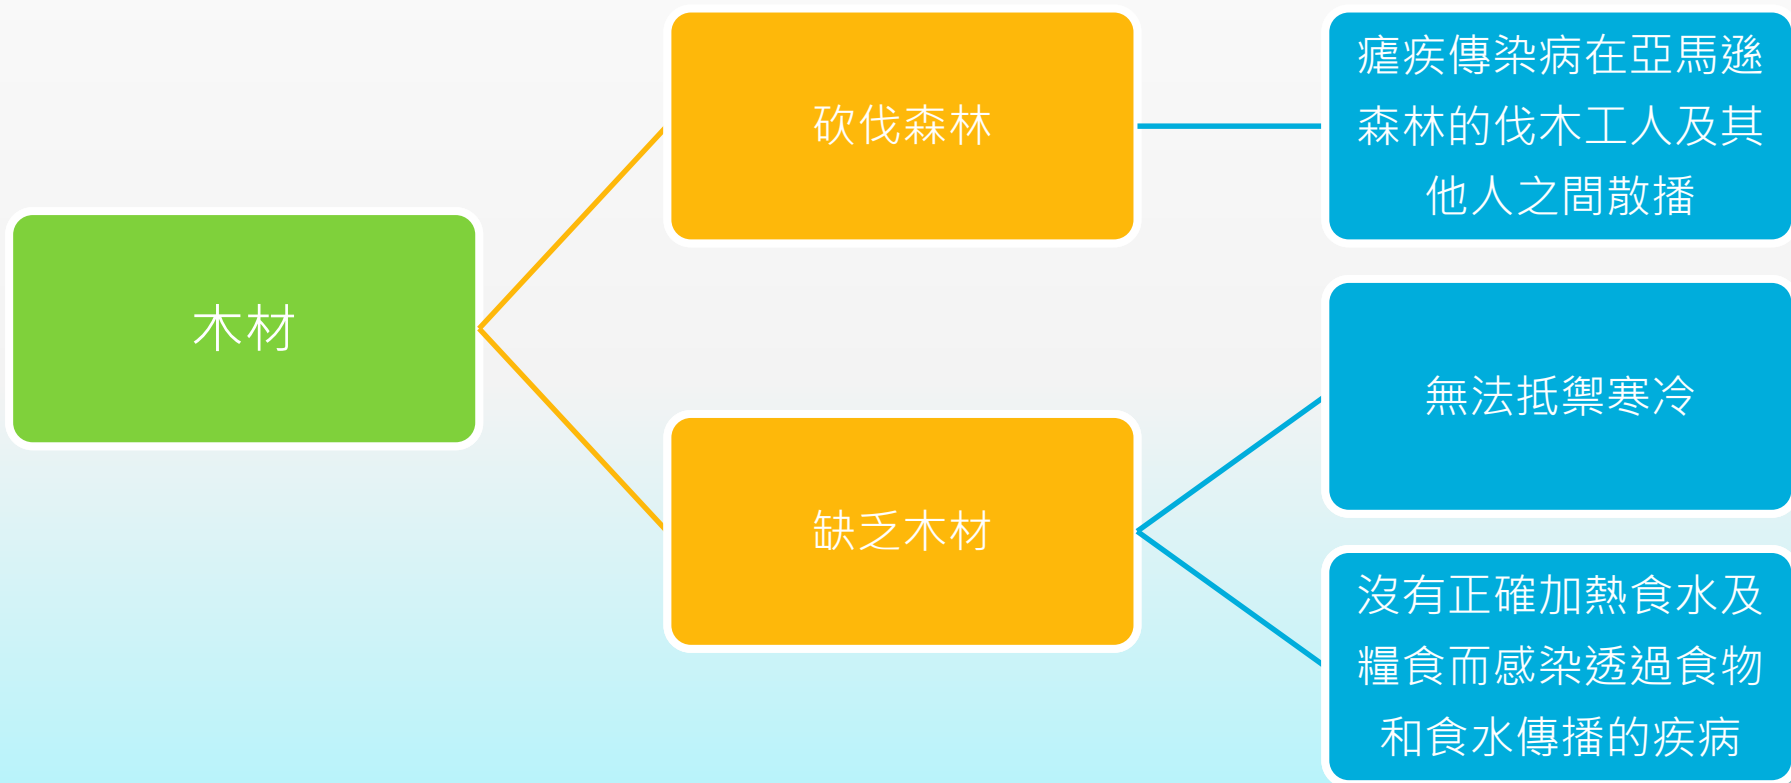 木材
砍伐森林
瘧疾傳染病在亞馬遜
森林的伐木工人及其
他人之間散播
缺乏木材
無法抵禦寒冷
沒有正確加熱食水及
糧食而感染透過食物
和食水傳播的疾病